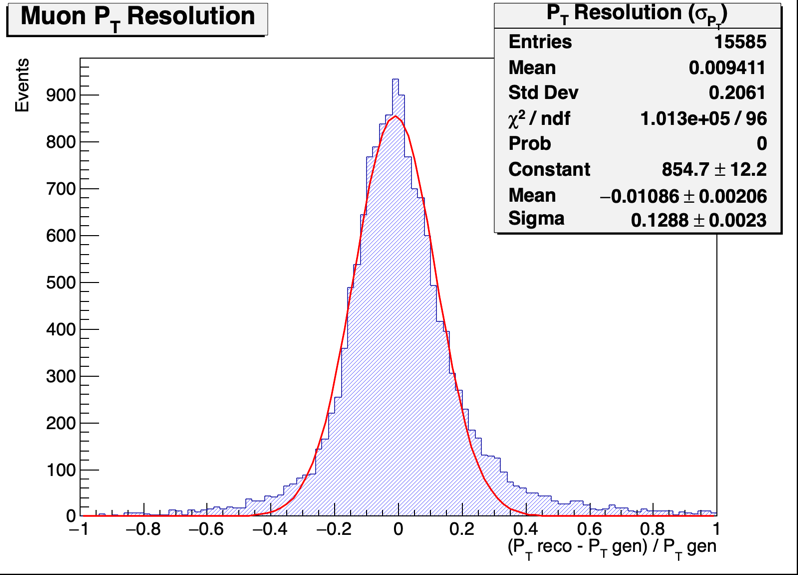 Muon P_T Resolution
P_T Resolution (σ_P_T)
Entries 15585
Mean 0.009411
Std Dev 0.2061
χ² / ndf 1.013e+05 / 96
Prob 0
Constant 854.7 ± 12.2
Mean −0.01086 ± 0.00206
Sigma 0.1288 ± 0.0023
Events
900
800
700
600
500
400
300
200
100
0
−1 −0.8 −0.6 −0.4 −0.2 0 0.2 0.4 0.6 0.8 1
(P_T reco - P_T gen) / P_T gen